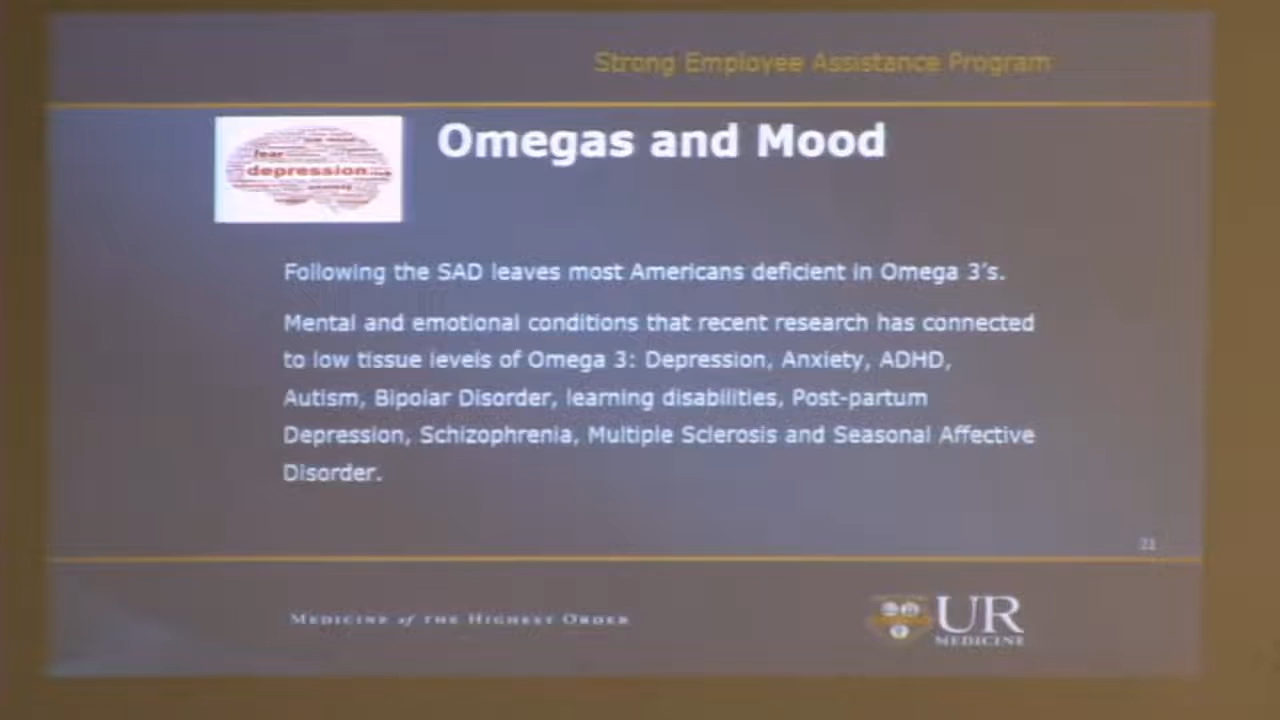 Strong Employee Assistance Program
Omegas and Mood
fear
depression
anxiety
Following the SAD leaves most Americans deficient in Omega 3's.
Mental and emotional conditions that recent research has connected
to low tissue levels of Omega 3: Depression, Anxiety, ADHD,
Autism, Bipolar Disorder, learning disabilities, Post-partum
Depression, Schizophrenia, Multiple Sclerosis and Seasonal Affective
Disorder.
MEDICINE of THE HIGHEST ORDER
UR
MEDICINE